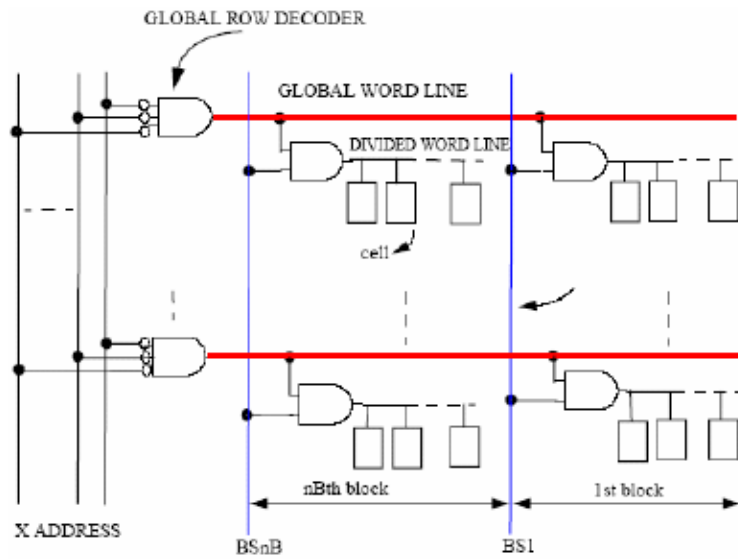 GLOBAL ROW DECODER
GLOBAL WORD LINE
DIVIDED WORD LINE
cell
nBth block
1st block
X ADDRESS
BSnB
BS1